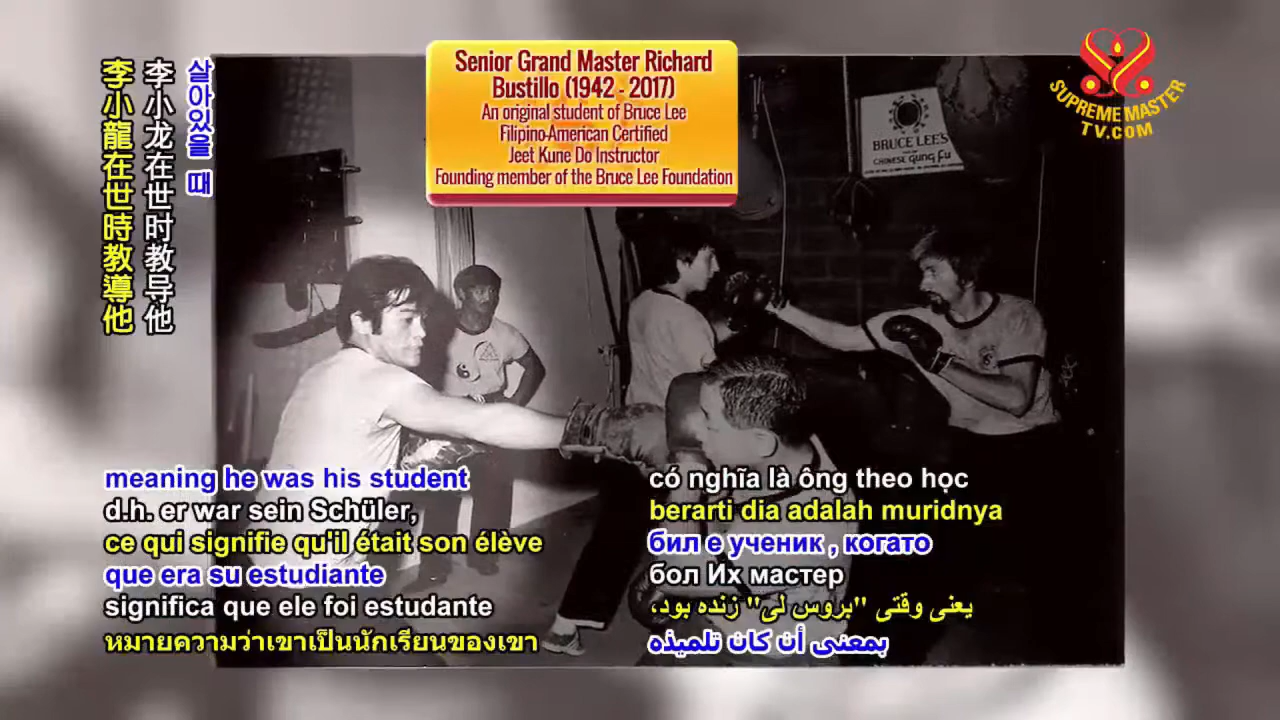 Senior Grand Master Richard
Bustillo (1942 - 2017)
An original student of Bruce Lee
Filipino-American Certified
Jeet Kune Do Instructor
Founding member of the Bruce Lee Foundation
SUPREME MASTER
TV.COM
BRUCE LEE'S
CHINESE Gung Fu
살아있을 때
李小龙在世时教导他
李小龍在世時教導他
meaning he was his student
d.h. er war sein Schüler,
ce qui signifie qu'il était son élève
que era su estudiante
significa que ele foi estudante
หมายความว่าเขาเป็นนักเรียนของเขา
có nghĩa là ông theo học
berarti dia adalah muridnya
бил е ученик , когато
бол Их мастер
یعنی وقتی "بروس لی" زنده بود،
بمعنى أن كان تلميذه